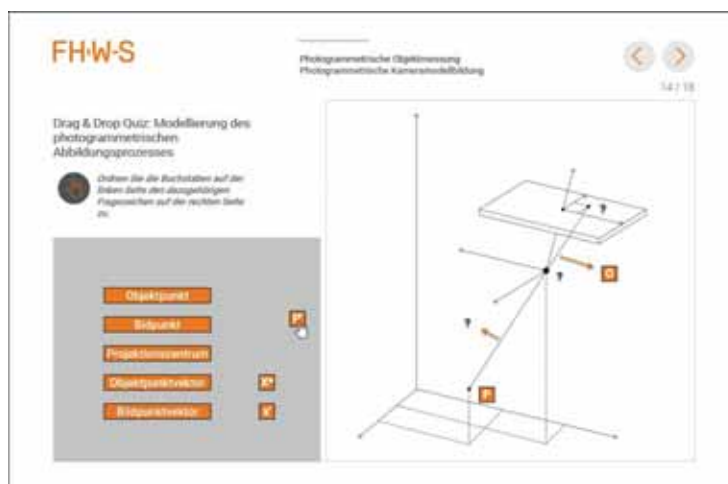 FH·W-S
Photogrammetrische Objektmessung
Photogrammetrische Kameramodellbildung
14 / 18
Drag & Drop Quiz: Modellierung des
photogrammetrischen
Abbildungsprozesses
Ordnen Sie die Buchstaben auf der
linken Seite den dazugehörigen
Fragezeichen auf der rechten Seite
zu.
Objektpunkt
Bidpunkt
P'
Projektionszentrum
Objektpunktvektor
X*
Bildpunktvektor
x'
?
O
?
?
P